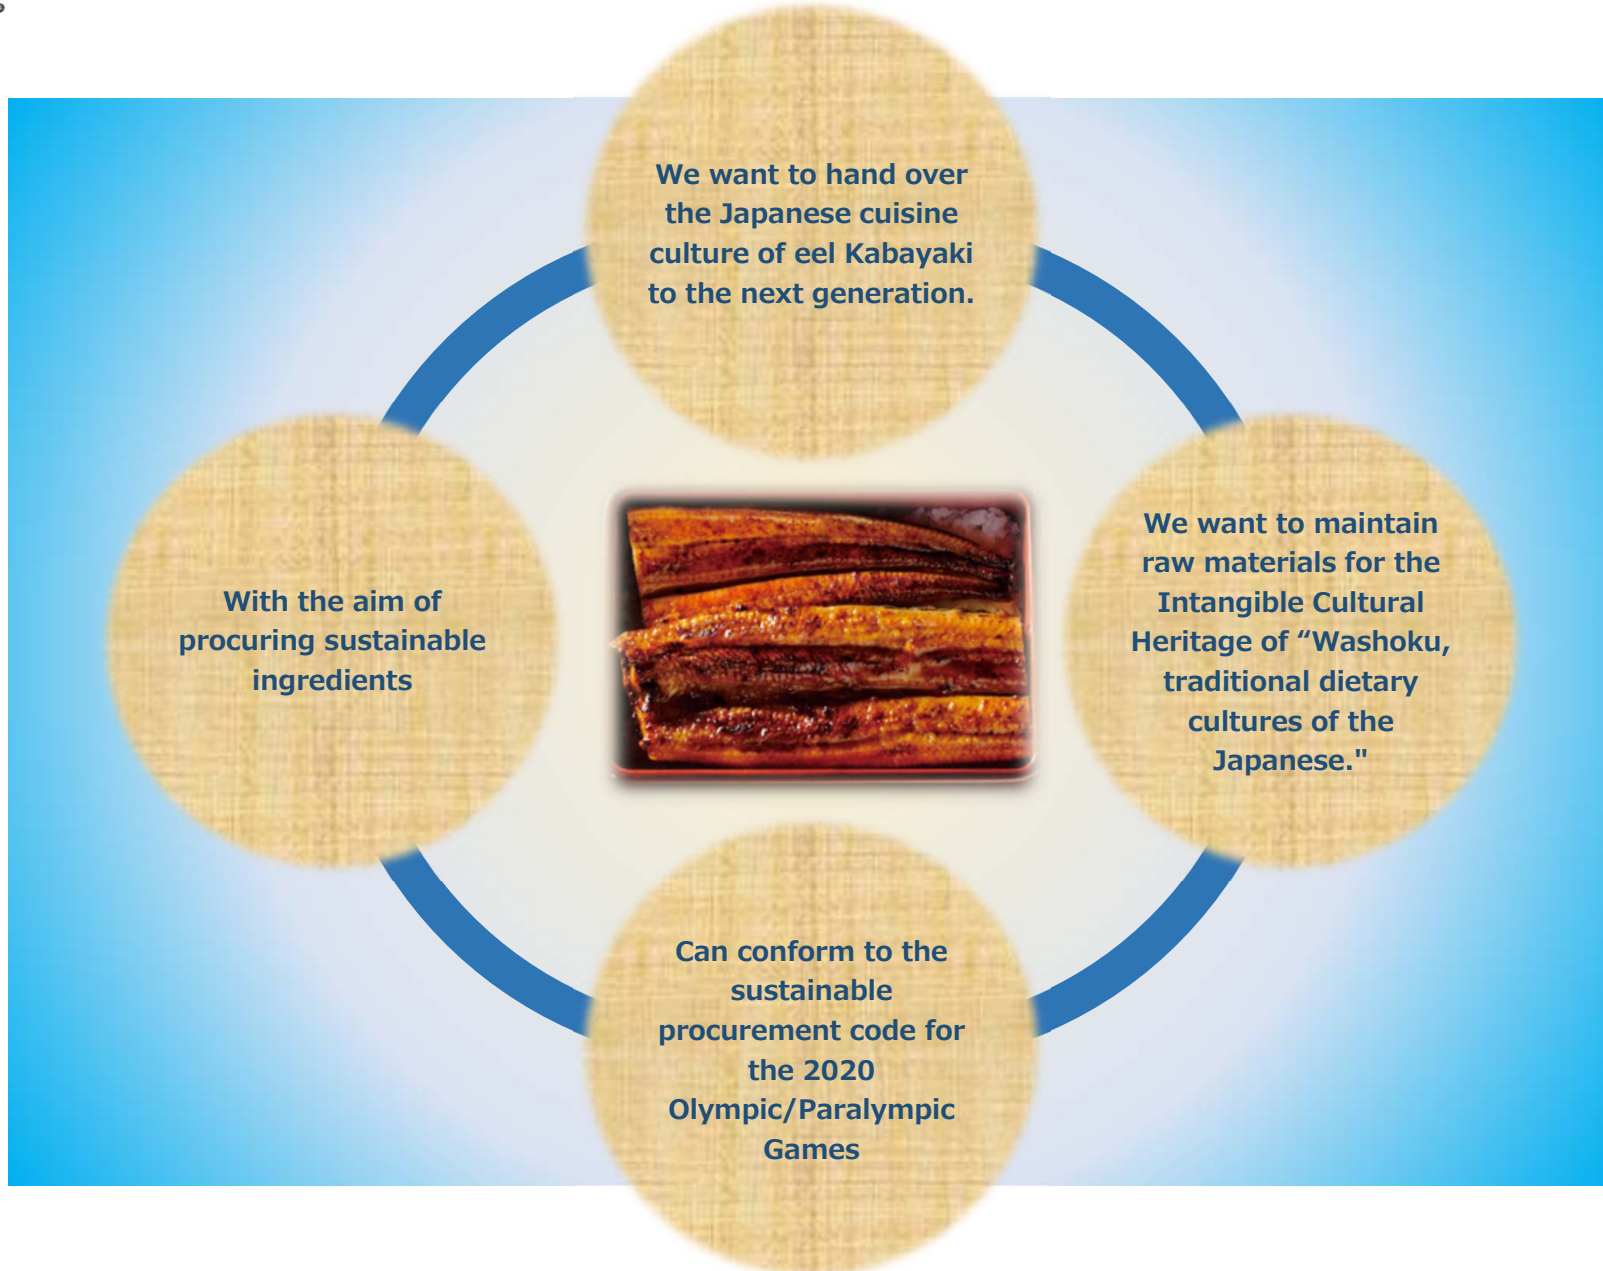 We want to hand over
the Japanese cuisine
culture of eel Kabayaki
to the next generation.
We want to maintain
raw materials for the
Intangible Cultural
Heritage of “Washoku,
traditional dietary
cultures of the
Japanese."
Can conform to the
sustainable
procurement code for
the 2020
Olympic/Paralympic
Games
With the aim of
procuring sustainable
ingredients